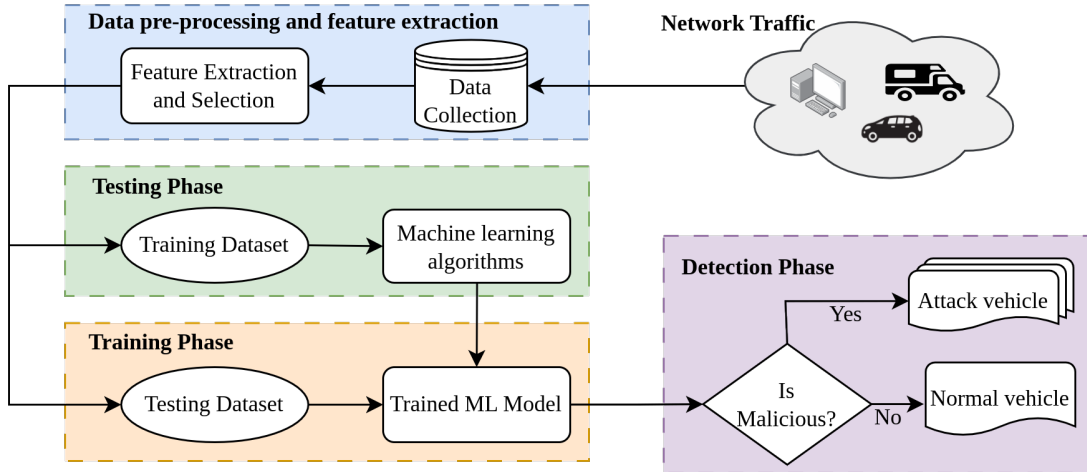 Data pre-processing and feature extraction
Network Traffic
Feature Extraction
and Selection
Data
Collection
Testing Phase
Training Dataset
Machine learning
algorithms
Training Phase
Testing Dataset
Trained ML Model
Detection Phase
Attack vehicle
Yes
Is
Malicious?
No
Normal vehicle